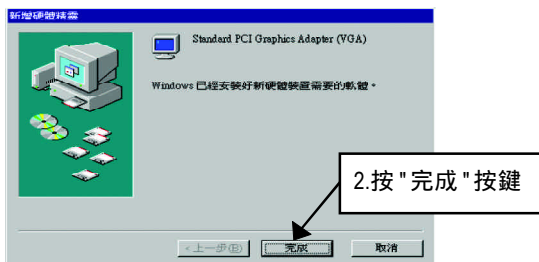 新增硬體精靈
Standard PCI Graphics Adapter (VGA)
Windows 已經安裝好新硬體裝置需要的軟體。
2.按"完成"按鍵
<上一步(B)
完成
取消